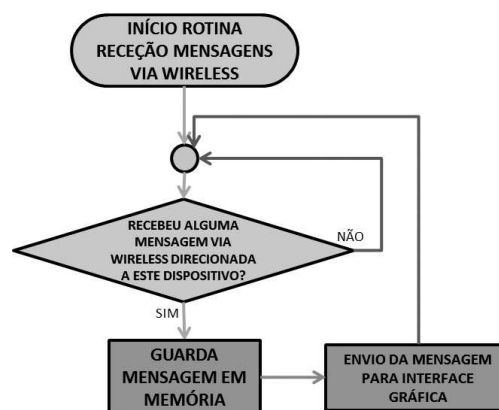 INÍCIO ROTINA
RECEÇÃO MENSAGENS
VIA WIRELESS
RECEBEU ALGUMA
MENSAGEM VIA
WIRELESS DIRECIONADA
A ESTE DISPOSITIVO?
NÃO
SIM
GUARDA
MENSAGEM EM
MEMÓRIA
ENVIO DA MENSAGEM
PARA INTERFACE
GRÁFICA